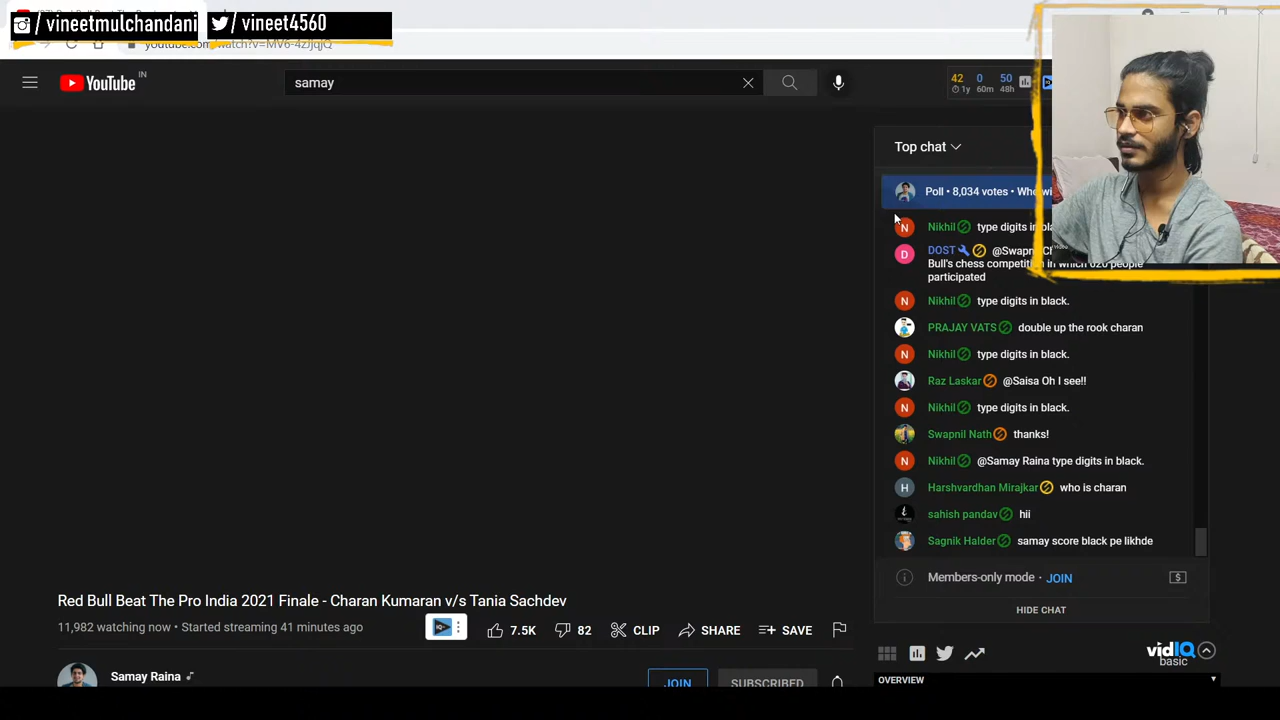 / vineetmulchandani
/ vineet4560
youtube.com/watch?v=MV6-4zJjqjQ
YouTube IN
samay
42 0 50
1y 60m 48h
Top chat
Poll • 8,034 votes •
Nikhil type digits in
DOST
Bull's chess competition in which 620 people
participated
Nikhil type digits in black.
PRAJAY VATS double up the rook charan
Nikhil type digits in black.
Raz Laskar @Saisa Oh I see!!
Nikhil type digits in black.
Swapnil Nath thanks!
Nikhil @Samay Raina type digits in black.
Harshvardhan Mirajkar who is charan
sahish pandav hii
Sagnik Halder samay score black pe likhde
Members-only mode · JOIN
HIDE CHAT
Red Bull Beat The Pro India 2021 Finale - Charan Kumaran v/s Tania Sachdev
11,982 watching now • Started streaming 41 minutes ago
7.5K 82 CLIP SHARE SAVE
vidIQ
basic
Samay Raina
JOIN
SUBSCRIBED
OVERVIEW